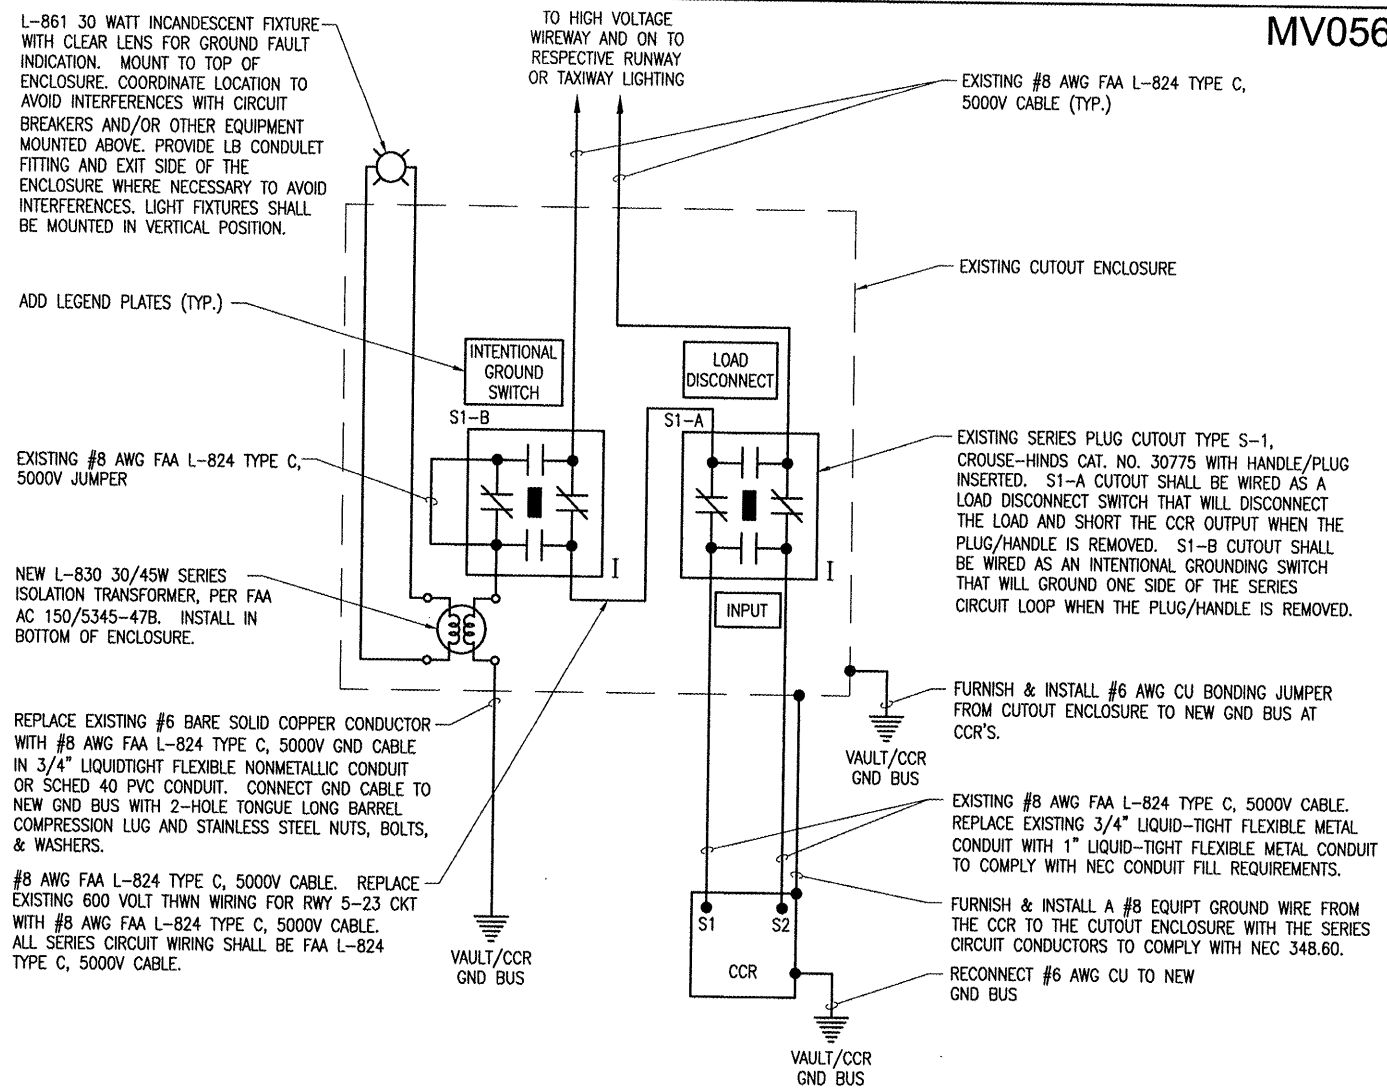 MV056
L-861 30 WATT INCANDESCENT FIXTURE
WITH CLEAR LENS FOR GROUND FAULT
INDICATION. MOUNT TO TOP OF
ENCLOSURE. COORDINATE LOCATION TO
AVOID INTERFERENCES WITH CIRCUIT
BREAKERS AND/OR OTHER EQUIPMENT
MOUNTED ABOVE. PROVIDE LB CONDULET
FITTING AND EXIT SIDE OF THE
ENCLOSURE WHERE NECESSARY TO AVOID
INTERFERENCES. LIGHT FIXTURES SHALL
BE MOUNTED IN VERTICAL POSITION.
TO HIGH VOLTAGE
WIREWAY AND ON TO
RESPECTIVE RUNWAY
OR TAXIWAY LIGHTING
EXISTING #8 AWG FAA L-824 TYPE C,
5000V CABLE (TYP.)
EXISTING CUTOUT ENCLOSURE
ADD LEGEND PLATES (TYP.)
INTENTIONAL
GROUND
SWITCH
LOAD
DISCONNECT
S1-B
S1-A
EXISTING #8 AWG FAA L-824 TYPE C,
5000V JUMPER
EXISTING SERIES PLUG CUTOUT TYPE S-1,
CROUSE-HINDS CAT. NO. 30775 WITH HANDLE/PLUG
INSERTED. S1-A CUTOUT SHALL BE WIRED AS A
LOAD DISCONNECT SWITCH THAT WILL DISCONNECT
THE LOAD AND SHORT THE CCR OUTPUT WHEN THE
PLUG/HANDLE IS REMOVED. S1-B CUTOUT SHALL
BE WIRED AS AN INTENTIONAL GROUNDING SWITCH
THAT WILL GROUND ONE SIDE OF THE SERIES
CIRCUIT LOOP WHEN THE PLUG/HANDLE IS REMOVED.
I
I
INPUT
NEW L-830 30/45W SERIES
ISOLATION TRANSFORMER, PER FAA
AC 150/5345-47B. INSTALL IN
BOTTOM OF ENCLOSURE.
REPLACE EXISTING #6 BARE SOLID COPPER CONDUCTOR
WITH #8 AWG FAA L-824 TYPE C, 5000V GND CABLE
IN 3/4" LIQUIDTIGHT FLEXIBLE NONMETALLIC CONDUIT
OR SCHED 40 PVC CONDUIT. CONNECT GND CABLE TO
NEW GND BUS WITH 2-HOLE TONGUE LONG BARREL
COMPRESSION LUG AND STAINLESS STEEL NUTS, BOLTS,
& WASHERS.
#8 AWG FAA L-824 TYPE C, 5000V CABLE. REPLACE
EXISTING 600 VOLT THWN WIRING FOR RWY 5-23 CKT
WITH #8 AWG FAA L-824 TYPE C, 5000V CABLE.
ALL SERIES CIRCUIT WIRING SHALL BE FAA L-824
TYPE C, 5000V CABLE.
VAULT/CCR
GND BUS
FURNISH & INSTALL #6 AWG CU BONDING JUMPER
FROM CUTOUT ENCLOSURE TO NEW GND BUS AT
CCR'S.
VAULT/CCR
GND BUS
EXISTING #8 AWG FAA L-824 TYPE C, 5000V CABLE.
REPLACE EXISTING 3/4" LIQUID-TIGHT FLEXIBLE METAL
CONDUIT WITH 1" LIQUID-TIGHT FLEXIBLE METAL CONDUIT
TO COMPLY WITH NEC CONDUIT FILL REQUIREMENTS.
FURNISH & INSTALL A #8 EQUIPT GROUND WIRE FROM
THE CCR TO THE CUTOUT ENCLOSURE WITH THE SERIES
CIRCUIT CONDUCTORS TO COMPLY WITH NEC 348.60.
S1
S2
CCR
RECONNECT #6 AWG CU TO NEW
GND BUS
VAULT/CCR
GND BUS